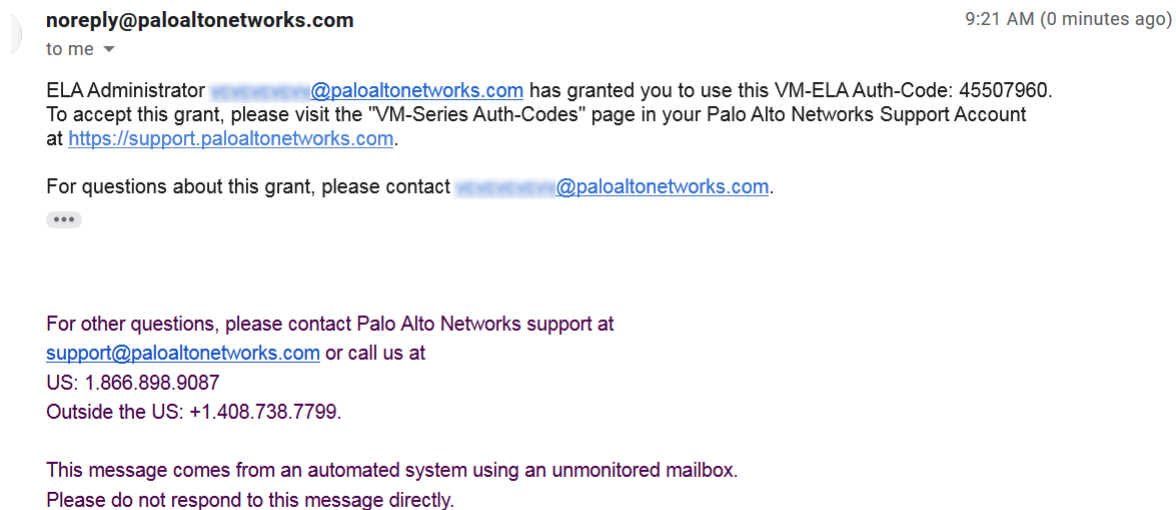 noreply@paloaltonetworks.com
9:21 AM (0 minutes ago)
to me
ELA Administrator @paloaltonetworks.com has granted you to use this VM-ELA Auth-Code: 45507960.
To accept this grant, please visit the "VM-Series Auth-Codes" page in your Palo Alto Networks Support Account
at https://support.paloaltonetworks.com.
For questions about this grant, please contact @paloaltonetworks.com.
For other questions, please contact Palo Alto Networks support at
support@paloaltonetworks.com or call us at
US: 1.866.898.9087
Outside the US: +1.408.738.7799.
This message comes from an automated system using an unmonitored mailbox.
Please do not respond to this message directly.